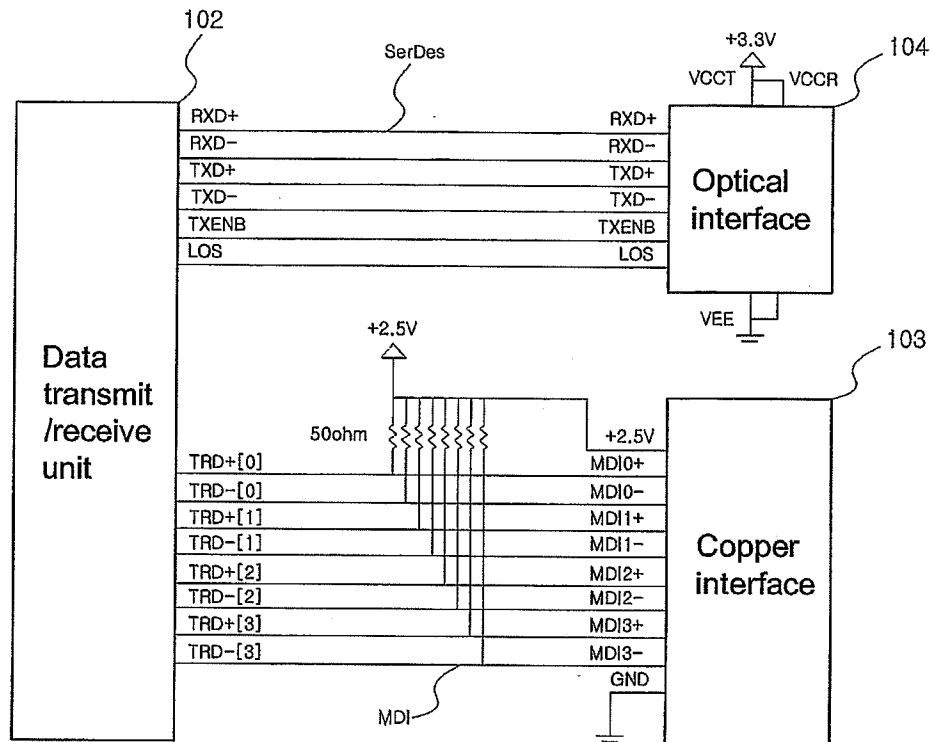 102
SerDes
+3.3V
VCCT
VCCR
104
RXD+
RXD-
TXD+
TXD-
TXENB
LOS
RXD+
RXD-
TXD+
TXD-
TXENB
LOS
Optical
interface
VEE
+2.5V
103
Data
transmit
/receive
unit
50ohm
+2.5V
TRD+[0]
TRD-[0]
TRD+[1]
TRD-[1]
TRD+[2]
TRD-[2]
TRD+[3]
TRD-[3]
MDI0+
MDI0-
MDI1+
MDI1-
MDI2+
MDI2-
MDI3+
MDI3-
GND
Copper
interface
MDI